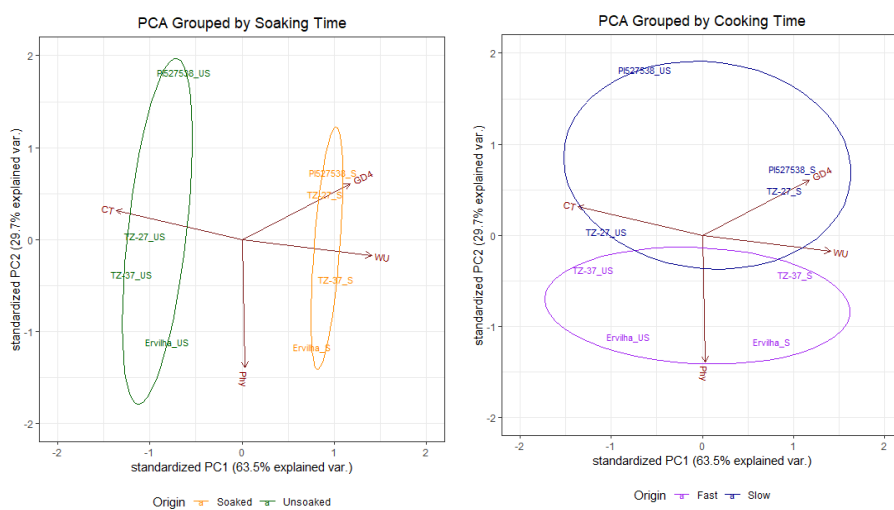 PCA Grouped by Soaking Time
standardized PC2 (29.7% explained var.)
2
1
0
-1
-2
PI527538_US
PI527538_S
GD4
TZ-27_S
CT
TZ-27_US
WU
TZ-37_US
TZ-37_S
Ervilha_US
Ervilha_S
Phy
-2
-1
0
1
2
standardized PC1 (63.5% explained var.)
Origin a Soaked a Unsoaked
PCA Grouped by Cooking Time
standardized PC2 (29.7% explained var.)
2
1
0
-1
-2
PI527538_US
PI527538_S
GD4
TZ-27_S
CT
TZ-27_US
WU
TZ-37_US
TZ-37_S
Ervilha_US
Ervilha_S
Phy
-2
-1
0
1
2
standardized PC1 (63.5% explained var.)
Origin a Fast a Slow